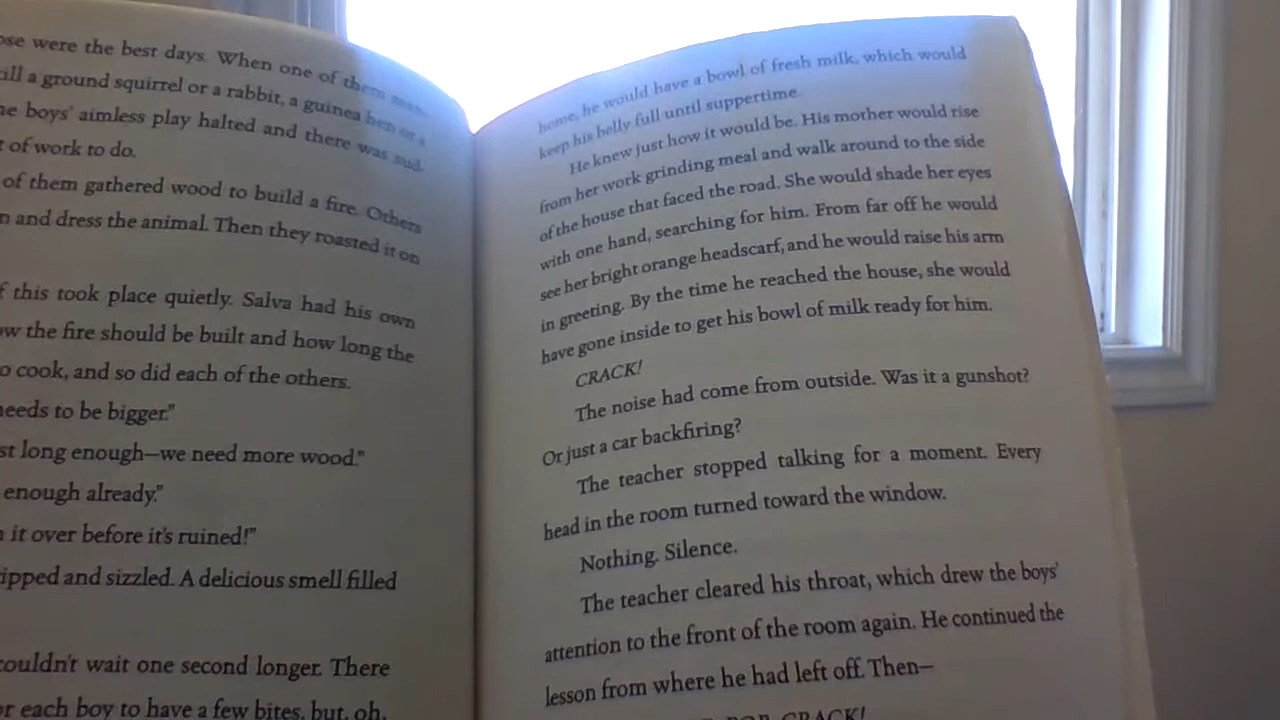 were the best days. When one of them
a ground squirrel or a rabbit, a guinea hen or a
boys' aimless play halted and there was sud-
of work to do.
of them gathered wood to build a fire. Others
and dress the animal. Then they roasted it on
this took place quietly. Salva had his own
the fire should be built and how long the
cook, and so did each of the others.
to be bigger."
long enough—we need more wood."
enough already."
it over before it's ruined!"
and sizzled. A delicious smell filled
couldn't wait one second longer. There
each boy to have a few bites, but, oh,
home, he would have a bowl of fresh milk, which would
keep his belly full until suppertime.
He knew just how it would be. His mother would rise
from her work grinding meal and walk around to the side
of the house that faced the road. She would shade her eyes
with one hand, searching for him. From far off he would
see her bright orange headscarf, and he would raise his arm
in greeting. By the time he reached the house, she would
have gone inside to get his bowl of milk ready for him.
CRACK!
The noise had come from outside. Was it a gunshot?
Or just a car backfiring?
The teacher stopped talking for a moment. Every
head in the room turned toward the window.
Nothing. Silence.
The teacher cleared his throat, which drew the boys'
attention to the front of the room again. He continued the
lesson from where he had left off. Then—
CRACK!